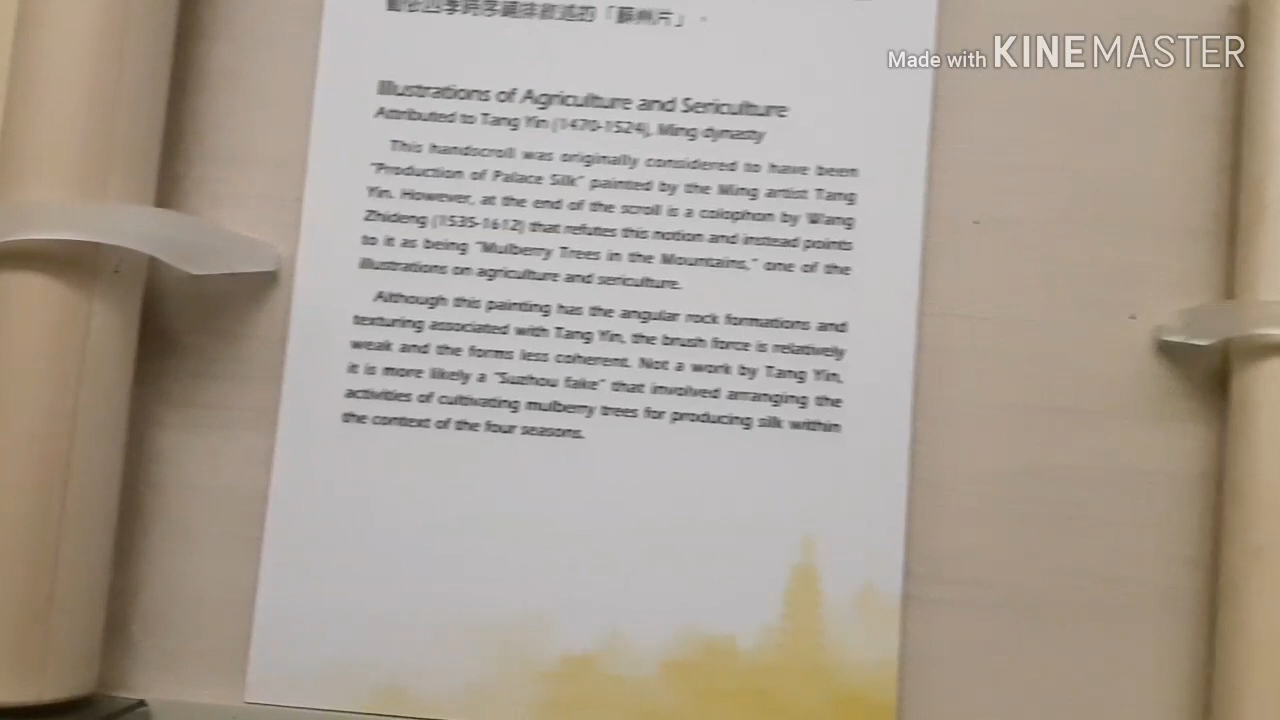 「蘇州片」。
Made with KINEMASTER
Illustrations of Agriculture and Sericulture
Attributed to Tang Yin (1470-1524), Ming dynasty
This handscroll was originally considered to have been
"Production of Palace Silk" painted by the Ming artist Tang
Yin. However, at the end of the scroll is a colophon by Wang
Zhideng (1535-1612) that refutes this notion and instead points
to it as being "Mulberry Trees in the Mountains," one of the
illustrations on agriculture and sericulture.
Although this painting has the angular rock formations and
texturing associated with Tang Yin, the brush force is relatively
weak and the forms less coherent. Not a work by Tang Yin,
it is more likely a "Suzhou fake" that involved arranging the
activities of cultivating mulberry trees for producing silk within
the context of the four seasons.